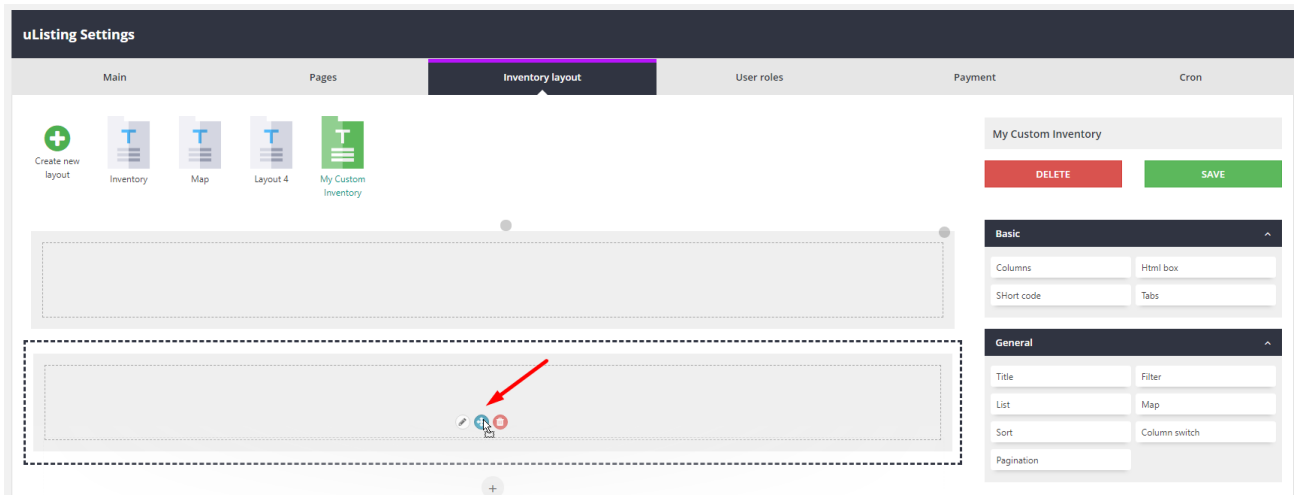 uListing Settings
Main
Pages
Inventory layout
User roles
Payment
Cron
Create new
layout
Inventory
Map
Layout 4
My Custom
Inventory
My Custom Inventory
DELETE
SAVE
Basic
Columns
Html box
SHort code
Tabs
General
Title
Filter
List
Map
Sort
Column switch
Pagination